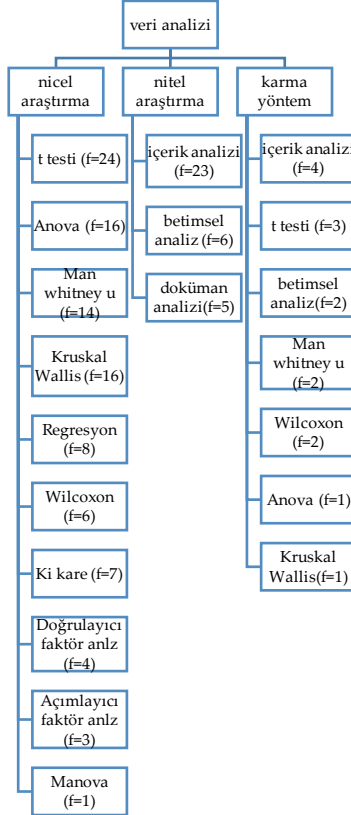 veri analizi
nicel
araştırma
t testi (f=24)
Anova (f=16)
Man
whitney u
(f=14)
Kruskal
Wallis (f=16)
Regresyon
(f=8)
Wilcoxon
(f=6)
Ki kare (f=7)
Doğrulayıcı
faktör anlz
(f=4)
Açımlayıcı
faktör anlz
(f=3)
Manova
(f=1)
nitel
araştırma
içerik analizi
(f=23)
betimsel
analiz (f=6)
doküman
analizi(f=5)
karma
yöntem
içerik analizi
(f=4)
t testi (f=3)
betimsel
analiz(f=2)
Man
whitney u
(f=2)
Wilcoxon
(f=2)
Anova (f=1)
Kruskal
Wallis(f=1)